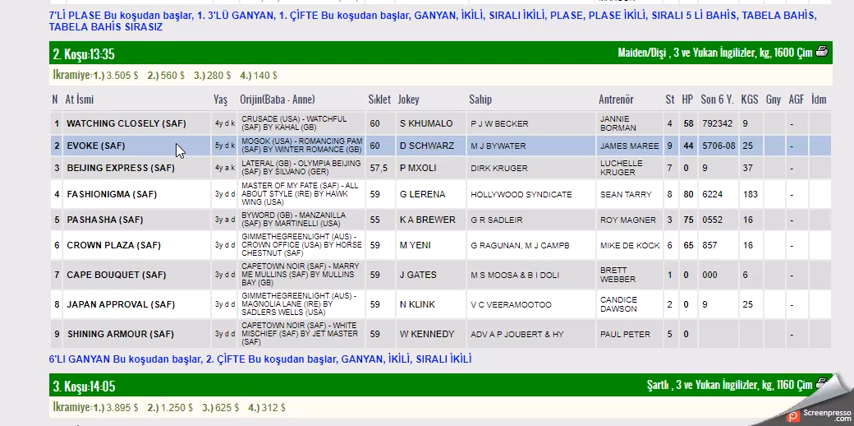 7'Lİ PLASE Bu koşudan başlar, 1. 3'LÜ GANYAN, 1. ÇİFTE Bu koşudan başlar, GANYAN, İKİLİ, SIRALI İKİLİ, PLASE, PLASE İKİLİ, SIRALI 5 Lİ BAHİS, TABELA BAHİS,
TABELA BAHİS SIRASIZ
2. Koşu:13:35 Maiden/Dişi , 3 ve Yukarı İngilizler, kg, 1600 Çim
İkramiye:1.) 3.505 $ 2.) 560 $ 3.) 280 $ 4.) 140 $
N At İsmi Yaş Orijin(Baba - Anne) Sıklet Jokey Sahip Antrenör St HP Son 6 Y. KGS Gny AGF İdm
1 WATCHING CLOSELY (SAF) 4y d k CRUSADE (USA) - WATCHFUL (SAF) BY KAHAL (GB) 60 S KHUMALO P J W BECKER JANNIE BORMAN 4 58 792342 9 -
2 EVOKE (SAF) 5y d k MOGOK (USA) - ROMANCING PAM (SAF) BY WINTER ROMANCE (GB) 60 D SCHWARZ M J BYWATER JAMES MAREE 9 44 5706-08 25 -
3 BEIJING EXPRESS (SAF) 4y a k LATERAL (GB) - OLYMPIA BEIJING (SAF) BY SILVANO (GER) 57,5 P MXOLI DIRK KRUGER LUCHELLE KRUGER 7 0 9 37 -
4 FASHIONIGMA (SAF) 3y d d MASTER OF MY FATE (SAF) - ALL ABOUT STYLE (IRE) BY HAWK WING (USA) 59 G LERENA HOLLYWOOD SYNDICATE SEAN TARRY 8 80 6224 183 -
5 PASHASHA (SAF) 3y a d BYWORD (GB) - MANZANILLA (SAF) BY MARTINELLI (USA) 55 K A BREWER G R SADLEIR ROY MAGNER 3 75 0552 16 -
6 CROWN PLAZA (SAF) 3y d d GIMMETHEGREENLIGHT (AUS) - CROWN OFFICE (USA) BY HORSE CHESTNUT (SAF) 59 M YENI G RAGUNAN, M J CAMPB MIKE DE KOCK 6 65 857 16 -
7 CAPE BOUQUET (SAF) 3y d d CAPETOWN NOIR (SAF) - MARRY ME MULLINS (SAF) BY MULLINS BAY (GB) 59 J GATES M S MOOSA & B I DOLI BRETT WEBBER 1 0 000 6 -
8 JAPAN APPROVAL (SAF) 3y d d GIMMETHEGREENLIGHT (AUS) - MAGNOLIA LANE (IRE) BY SADLERS WELLS (USA) 59 N KLINK V C VEERAMOOTOO CANDICE DAWSON 2 0 9 25 -
9 SHINING ARMOUR (SAF) 3y d d CAPETOWN NOIR (SAF) - WHITE MISCHIEF (SAF) BY JET MASTER (SAF) 59 W KENNEDY ADV A P JOUBERT & HY PAUL PETER 5 0 -
6'LI GANYAN Bu koşudan başlar, 2. ÇİFTE Bu koşudan başlar, GANYAN, İKİLİ, SIRALI İKİLİ
3. Koşu:14:05 Şartlı , 3 ve Yukarı İngilizler, kg, 1160 Çim
İkramiye:1.) 3.895 $ 2.) 1.250 $ 3.) 625 $ 4.) 312 $
Screenpresso
.com